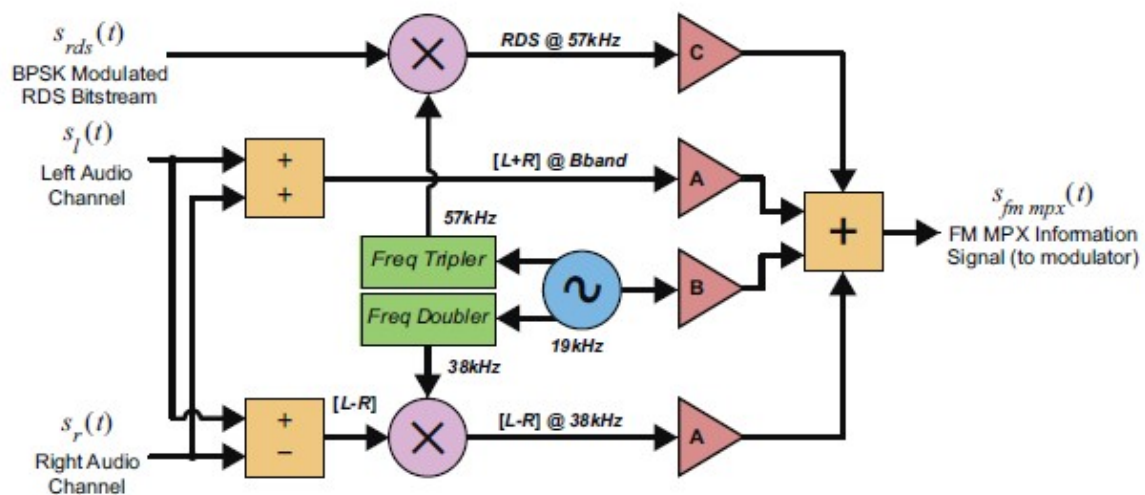 s_rds(t)
BPSK Modulated
RDS Bitstream
RDS @ 57kHz
C
s_l(t)
Left Audio
Channel
+
+
[L+R] @ Bband
A
57kHz
Freq Tripler
Freq Doubler
19kHz
38kHz
B
+
s_fm mpx(t)
FM MPX Information
Signal (to modulator)
s_r(t)
Right Audio
Channel
+
−
[L-R]
[L-R] @ 38kHz
A